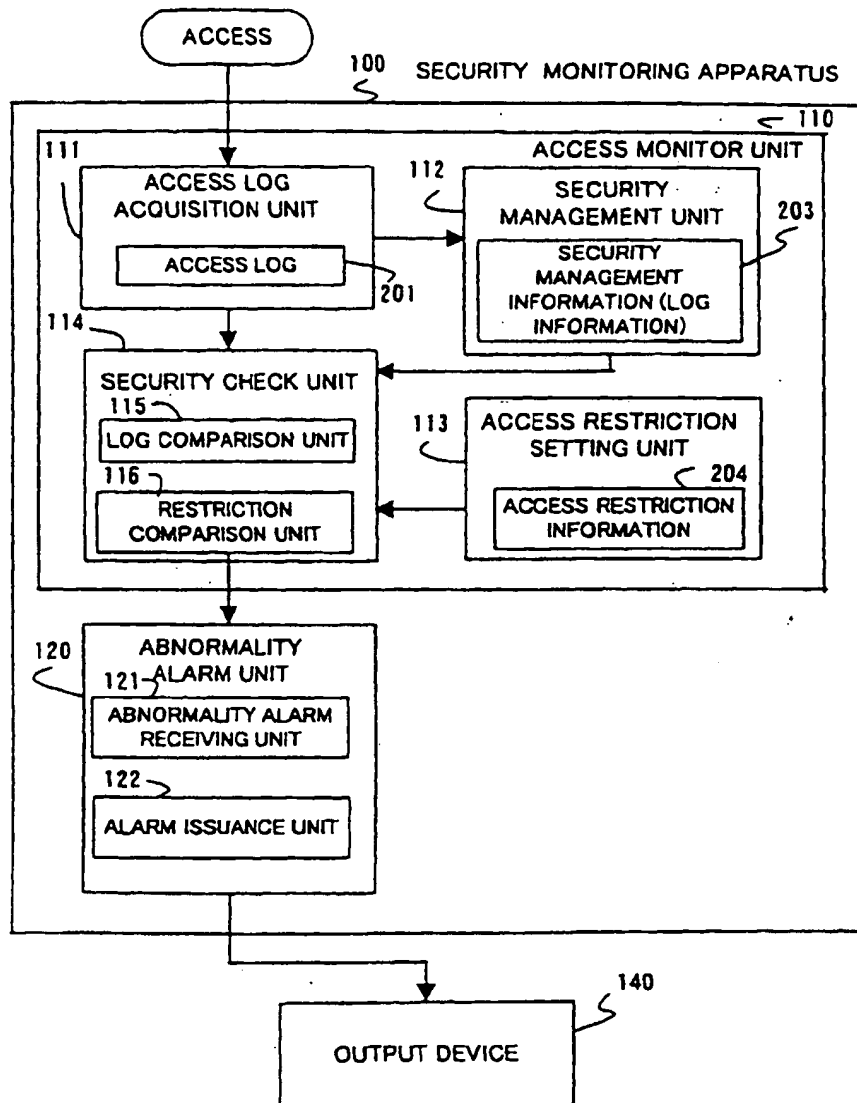 ACCESS
100
SECURITY MONITORING APPARATUS
110
ACCESS MONITOR UNIT
111
ACCESS LOG
ACQUISITION UNIT
ACCESS LOG
201
112
SECURITY
MANAGEMENT UNIT
203
SECURITY
MANAGEMENT
INFORMATION (LOG
INFORMATION)
114
SECURITY CHECK UNIT
115
LOG COMPARISON UNIT
116
RESTRICTION
COMPARISON UNIT
113
ACCESS RESTRICTION
SETTING UNIT
204
ACCESS RESTRICTION
INFORMATION
120
ABNORMALITY
ALARM UNIT
121
ABNORMALITY ALARM
RECEIVING UNIT
122
ALARM ISSUANCE UNIT
140
OUTPUT DEVICE